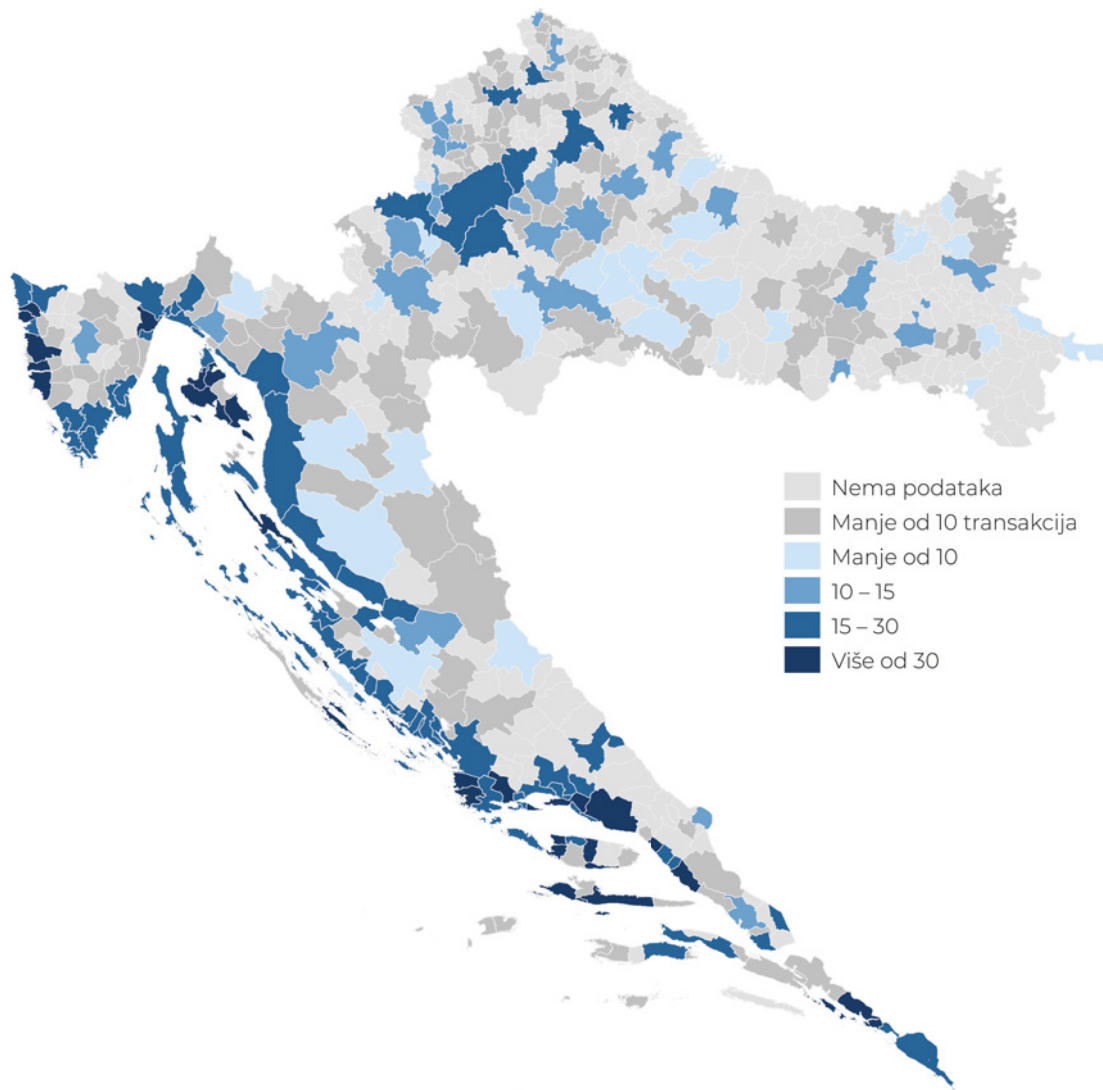 Nema podataka
Manje od 10 transakcija
Manje od 10
10 – 15
15 – 30
Više od 30